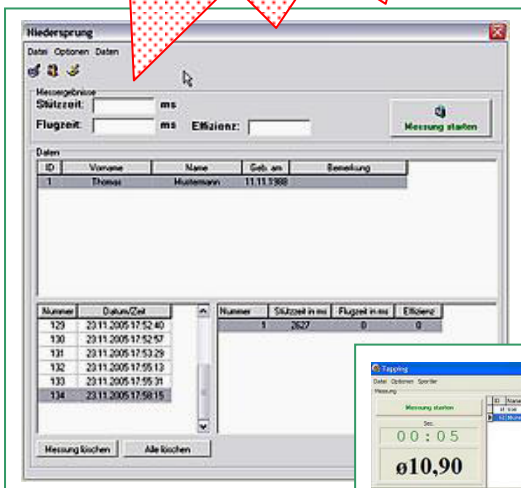 Niedersprung
Datei Optionen Daten
Messergebnisse
Stützzeit: ms
Flugzeit: ms Effizienz:
Messung starten
Daten
ID Vorname Name Geb. am Bemerkung
1 Thomas Mustermann 11.11.1988
Nummer Datum/Zeit
129 23.11.2005 17:52:40
130 23.11.2005 17:52:57
131 23.11.2005 17:53:29
132 23.11.2005 17:55:13
133 23.11.2005 17:55:31
134 23.11.2005 17:58:15
Nummer Stützzeit in ms Flugzeit in ms Effizienz
1 2627 0 0
Messung löschen Alle löschen
Tapping
Datei Optionen Sportler
Messung
Messung starten
Sec.
00:05
ø10,90
ID